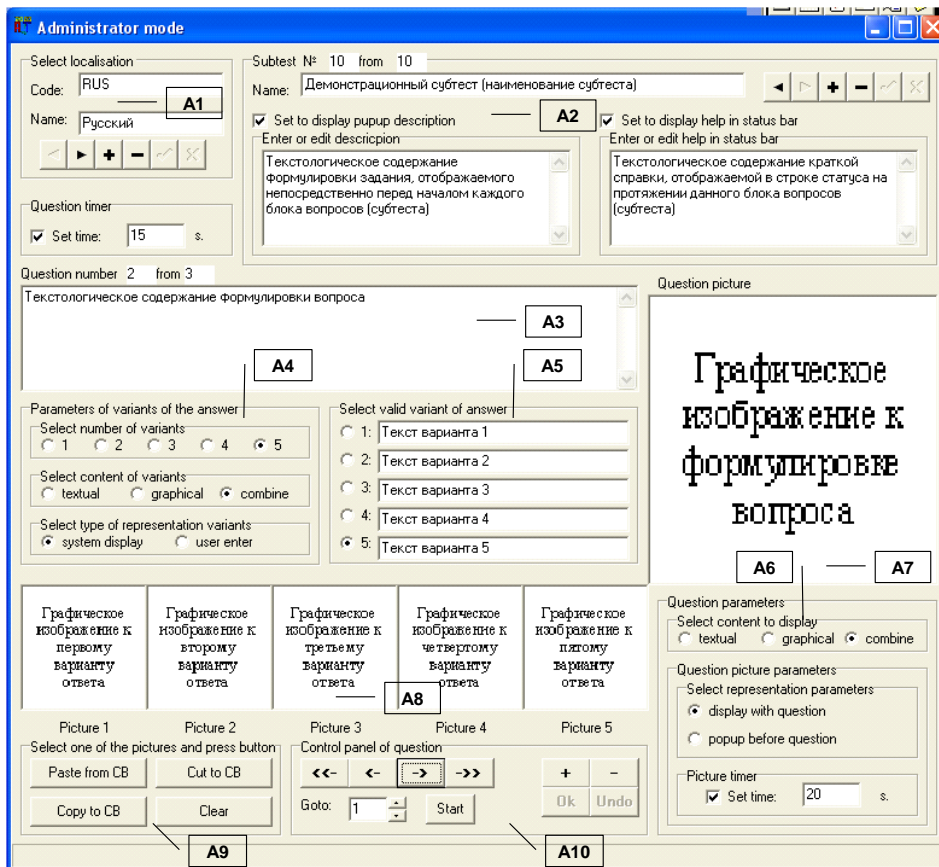 Administrator mode
Select localisation
Code: RUS
A1
Name: Русский
Subtest № 10 from 10
Name: Демонстрационный субтест (наименование субтеста)
Set to display pupup description
A2
Set to display help in status bar
Enter or edit descricpion
Текстологическое содержание
формулировки задания, отображаемого
непосредственно перед началом каждого
блока вопросов (субтеста)
Enter or edit help in status bar
Текстологическое содержание краткой
справки, отображаемой в строке статуса на
протяжении данного блока вопросов
(субтеста)
Question timer
Set time: 15 s.
Question number 2 from 3
Текстологическое содержание формулировки вопроса
A3
A4
A5
Question picture
Графическое
изображение к
формулировке
вопроса
A6
A7
Parameters of variants of the answer
Select number of variants
1 2 3 4 5
Select content of variants
textual graphical combine
Select type of representation variants
system display user enter
Select valid variant of answer
1: Текст варианта 1
2: Текст варианта 2
3: Текст варианта 3
4: Текст варианта 4
5: Текст варианта 5
Графическое
изображение к
первому
варианту
ответа
Графическое
изображение к
второму
варианту
ответа
Графическое
изображение к
третьему
варианту
ответа
Графическое
изображение к
четвертому
варианту
ответа
Графическое
изображение к
пятому
варианту
ответа
A8
Picture 1 Picture 2 Picture 3 Picture 4 Picture 5
Question parameters
Select content to display
textual graphical combine
Question picture parameters
Select representation parameters
display with question
popup before question
Picture timer
Set time: 20 s.
Select one of the pictures and press button
Paste from CB Cut to CB
Copy to CB Clear
A9
Control panel of question
<<- <- -> ->> + -
Goto: 1 Start Ok Undo
A10